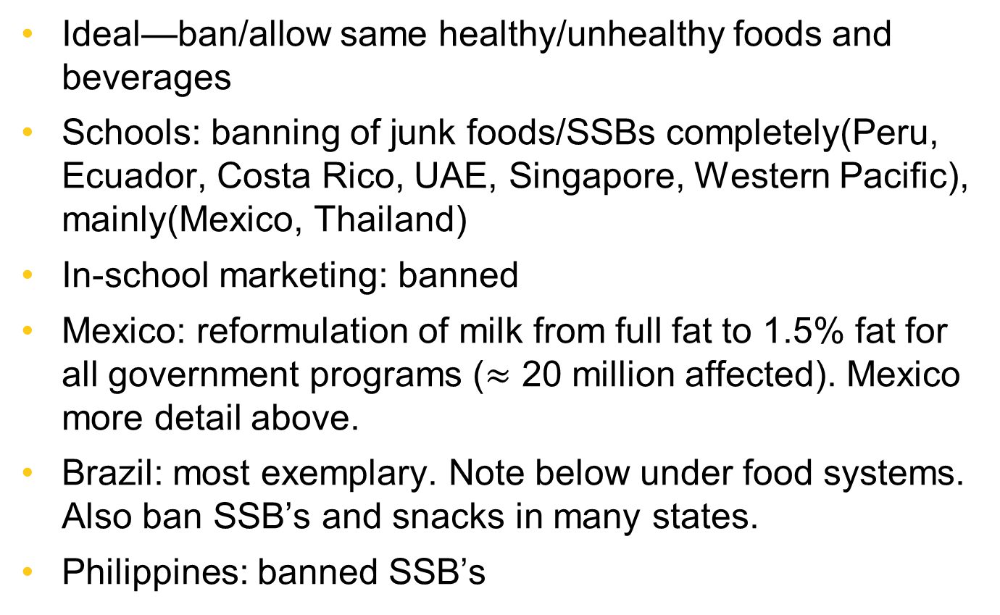 • Ideal—ban/allow same healthy/unhealthy foods and
beverages
• Schools: banning of junk foods/SSBs completely(Peru,
Ecuador, Costa Rico, UAE, Singapore, Western Pacific),
mainly(Mexico, Thailand)
• In-school marketing: banned
• Mexico: reformulation of milk from full fat to 1.5% fat for
all government programs (≈ 20 million affected). Mexico
more detail above.
• Brazil: most exemplary. Note below under food systems.
Also ban SSB’s and snacks in many states.
• Philippines: banned SSB’s